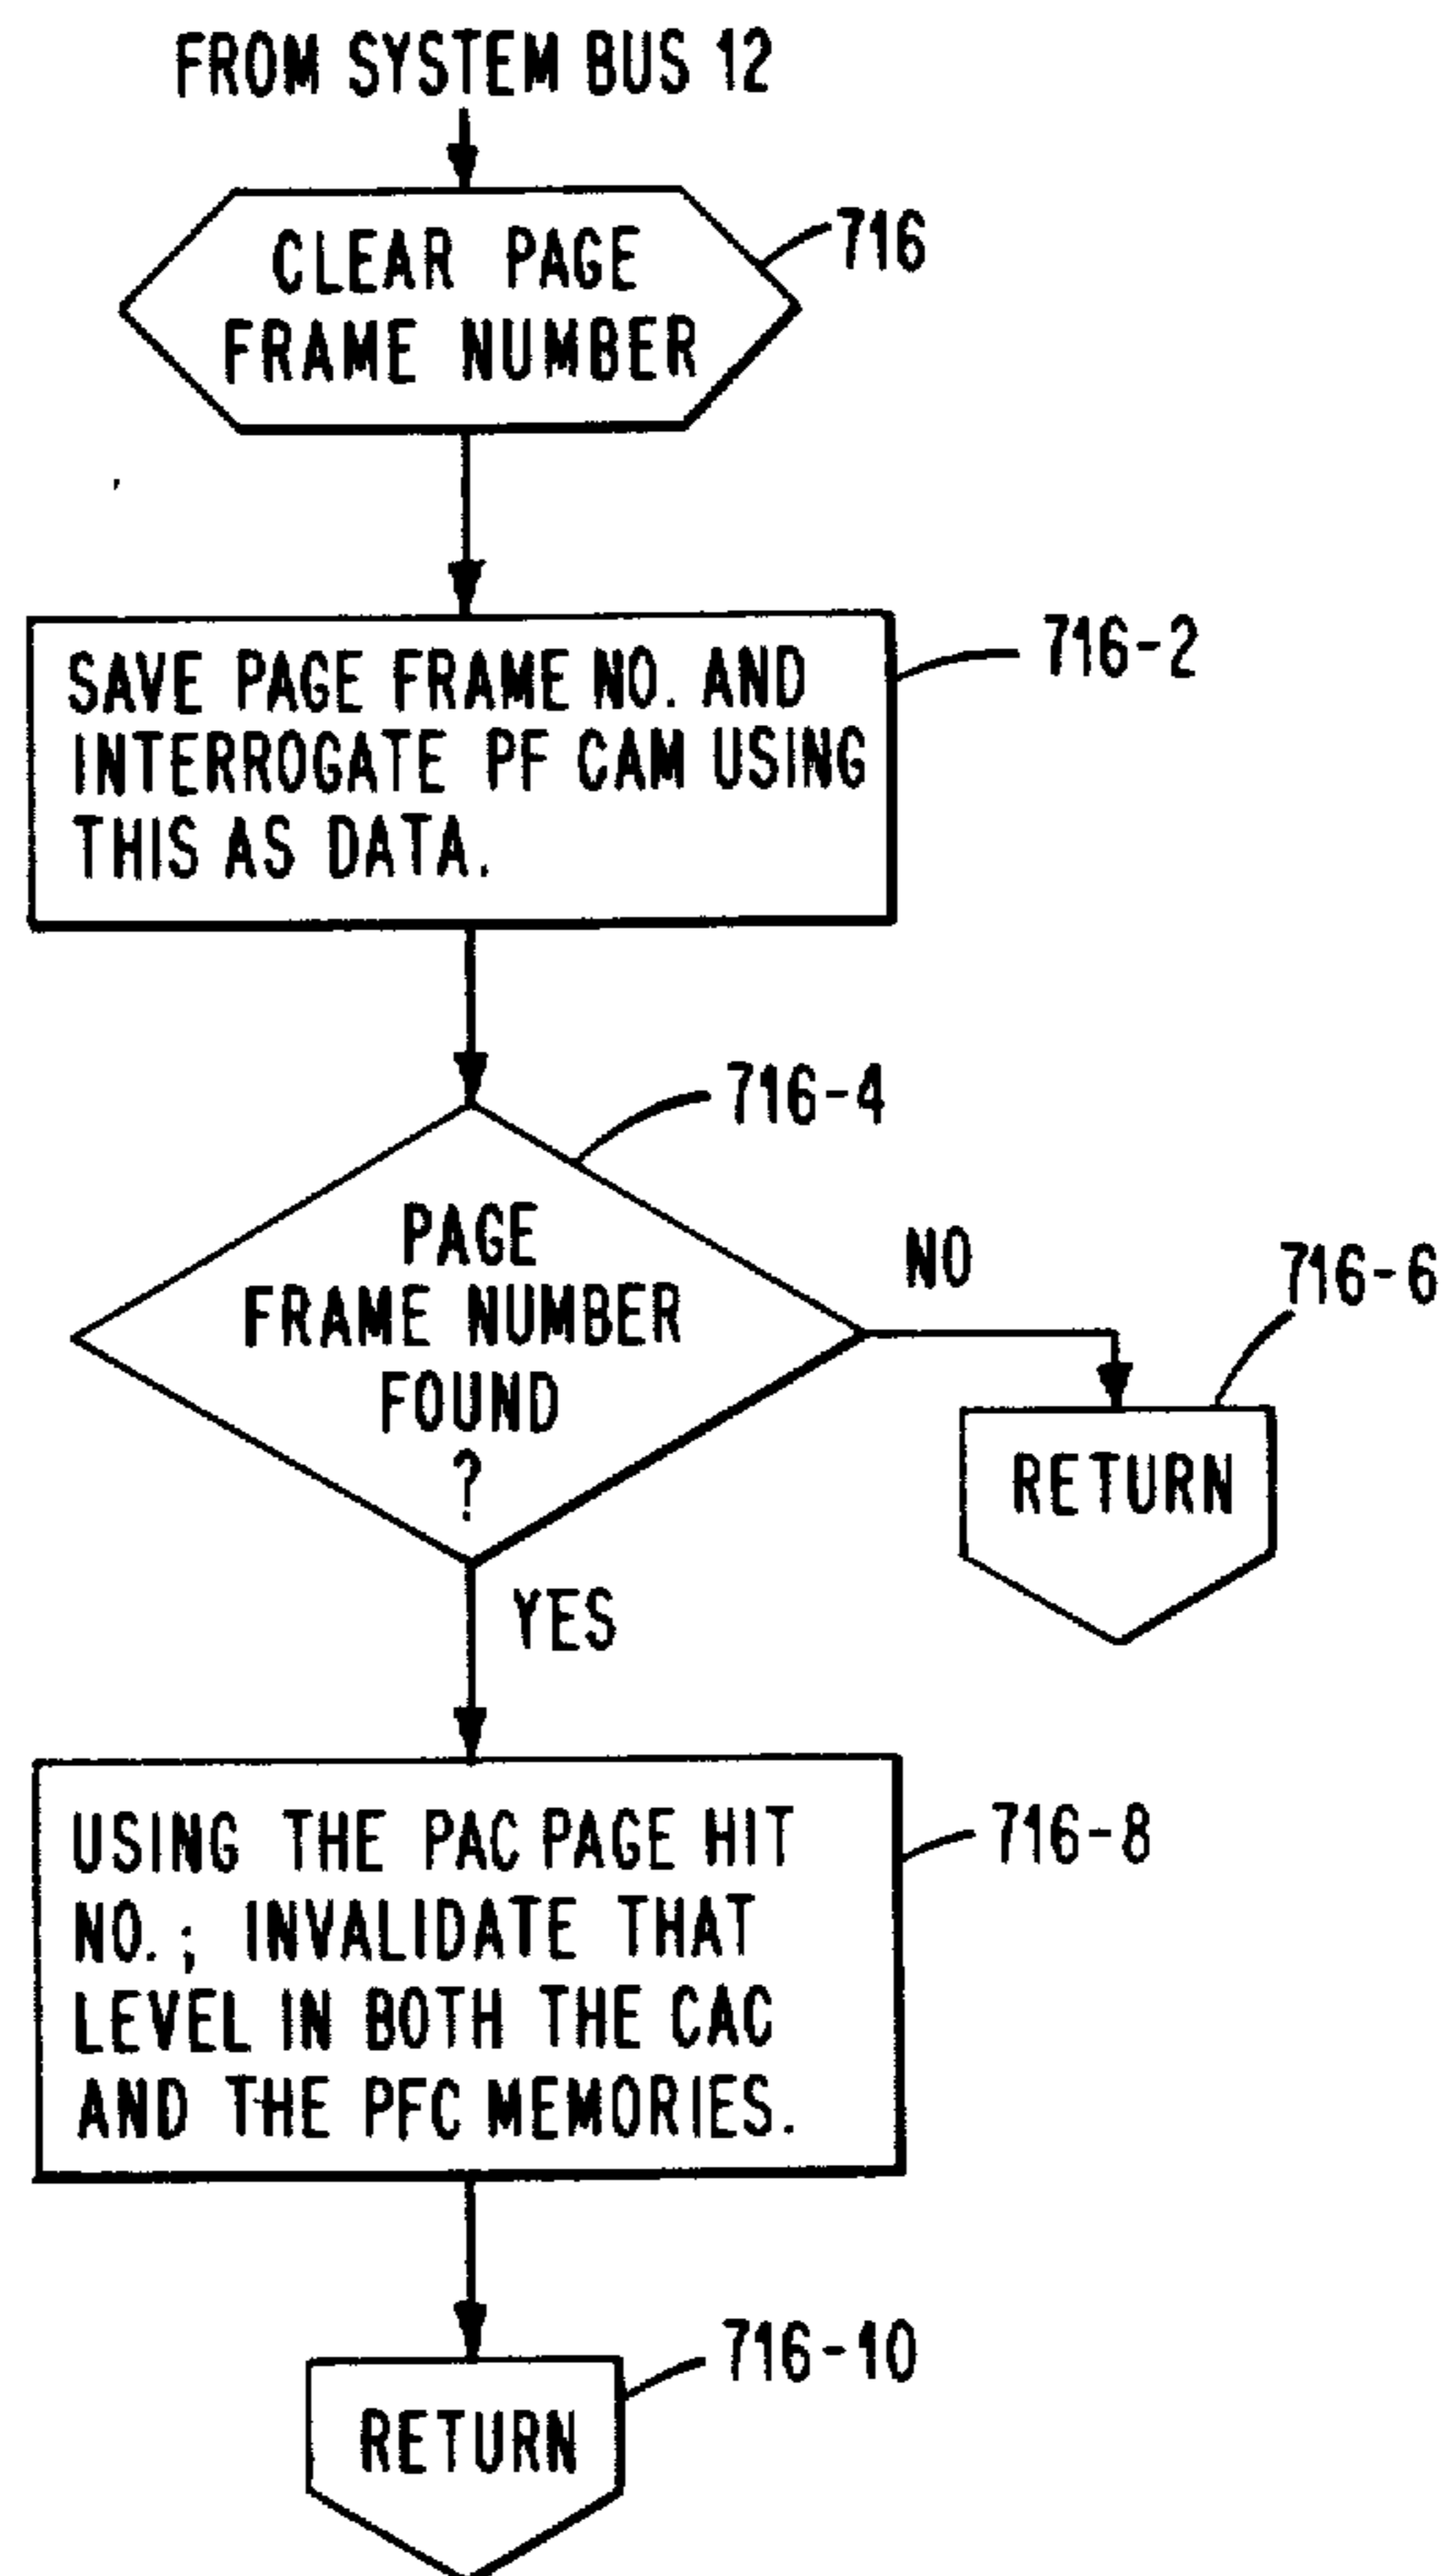 FROM SYSTEM BUS 12
CLEAR PAGE
FRAME NUMBER
716
SAVE PAGE FRAME NO. AND
INTERROGATE PF CAM USING
THIS AS DATA.
716-2
716-4
PAGE
FRAME NUMBER
FOUND
?
NO
716-6
RETURN
YES
USING THE PAC PAGE HIT
NO.; INVALIDATE THAT
LEVEL IN BOTH THE CAC
AND THE PFC MEMORIES.
716-8
716-10
RETURN